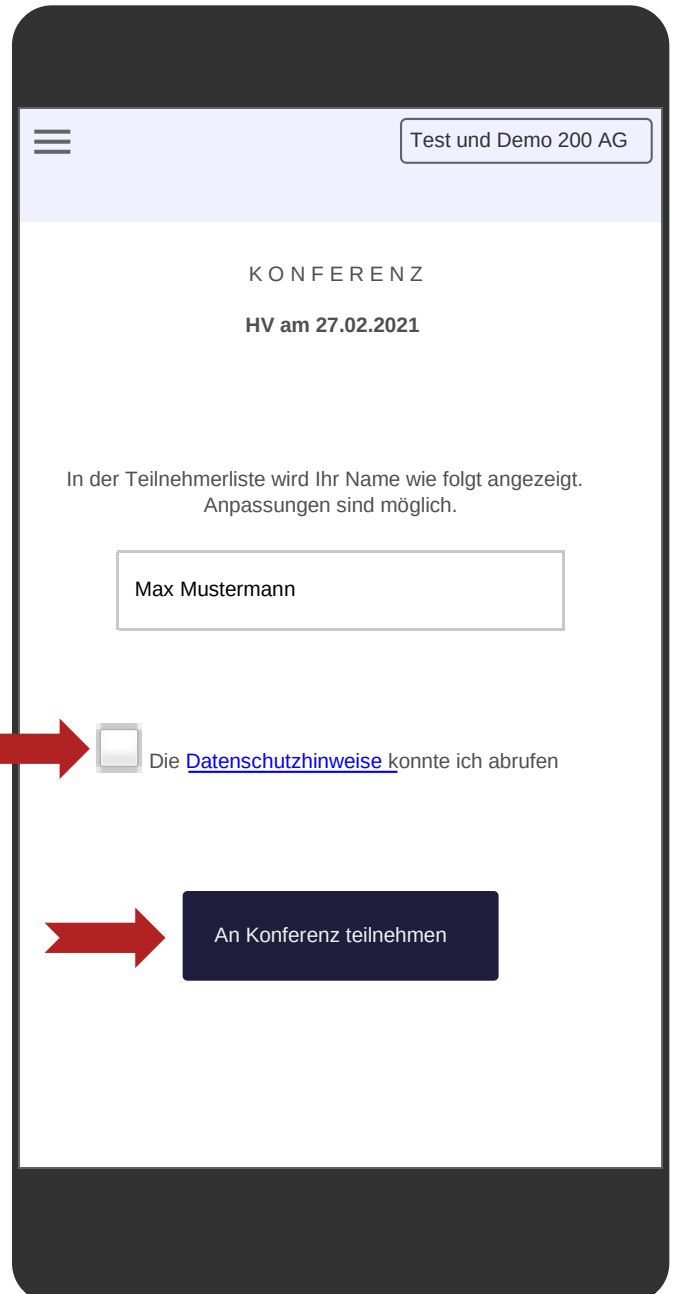 Test und Demo 200 AG
KONFERENZ
HV am 27.02.2021
In der Teilnehmerliste wird Ihr Name wie folgt angezeigt.
Anpassungen sind möglich.
Max Mustermann
Die Datenschutzhinweise konnte ich abrufen
An Konferenz teilnehmen